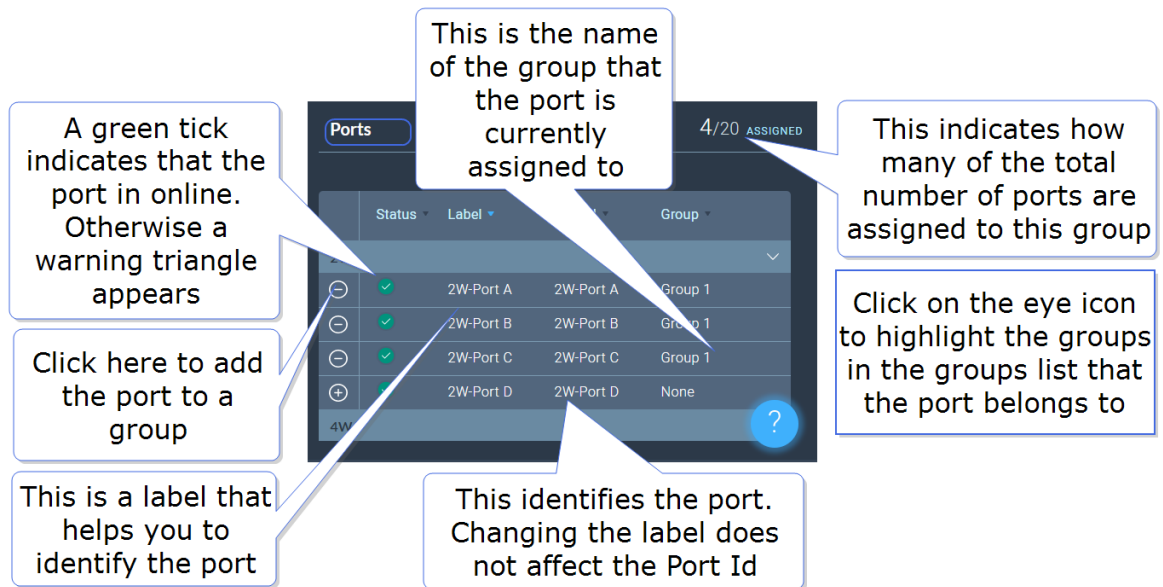 This is the name
of the group that
the port is
currently
assigned to
A green tick
indicates that the
port in online.
Otherwise a
warning triangle
appears
Click here to add
the port to a
group
This is a label that
helps you to
identify the port
Ports
4/20 ASSIGNED
Status Label Group
2W-Port A 2W-Port A Group 1
2W-Port B 2W-Port B Group 1
2W-Port C 2W-Port C Group 1
2W-Port D 2W-Port D None
4W
?
This identifies the port.
Changing the label does
not affect the Port Id
This indicates how
many of the total
number of ports are
assigned to this group
Click on the eye icon
to highlight the groups
in the groups list that
the port belongs to